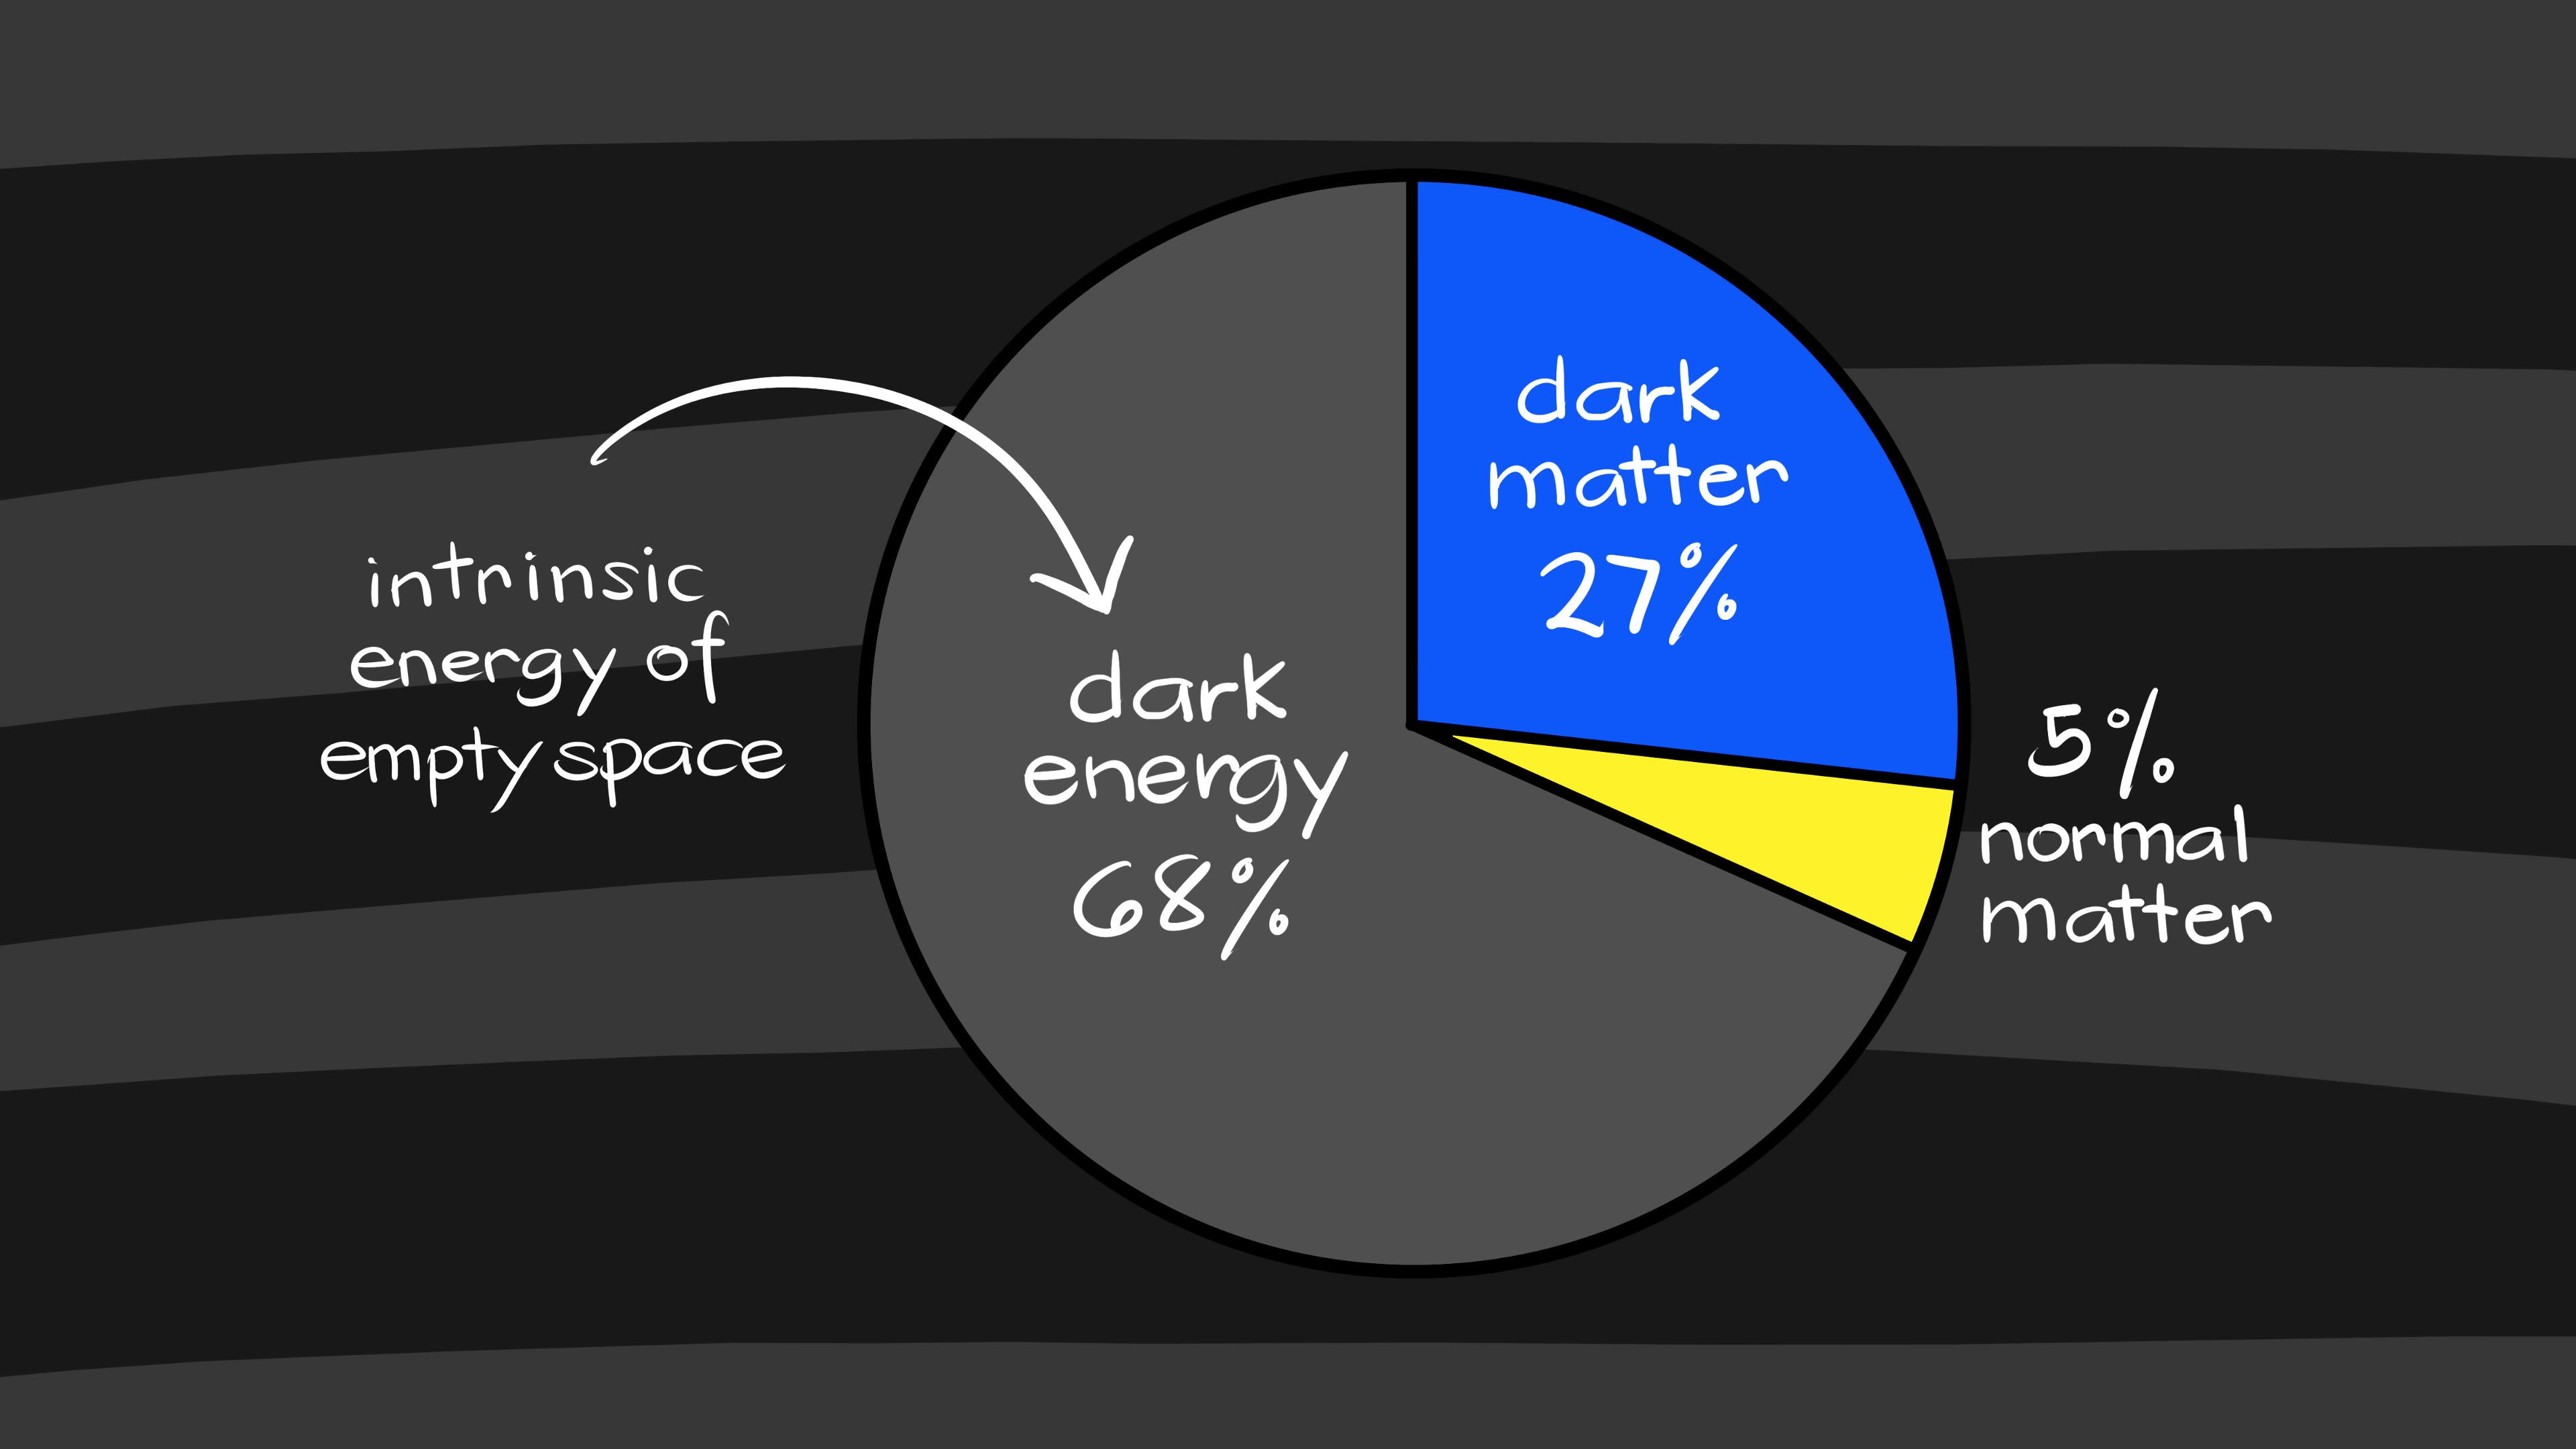 intrinsic
energy of
empty space
dark
energy
68%
dark
matter
27%
5%
normal
matter